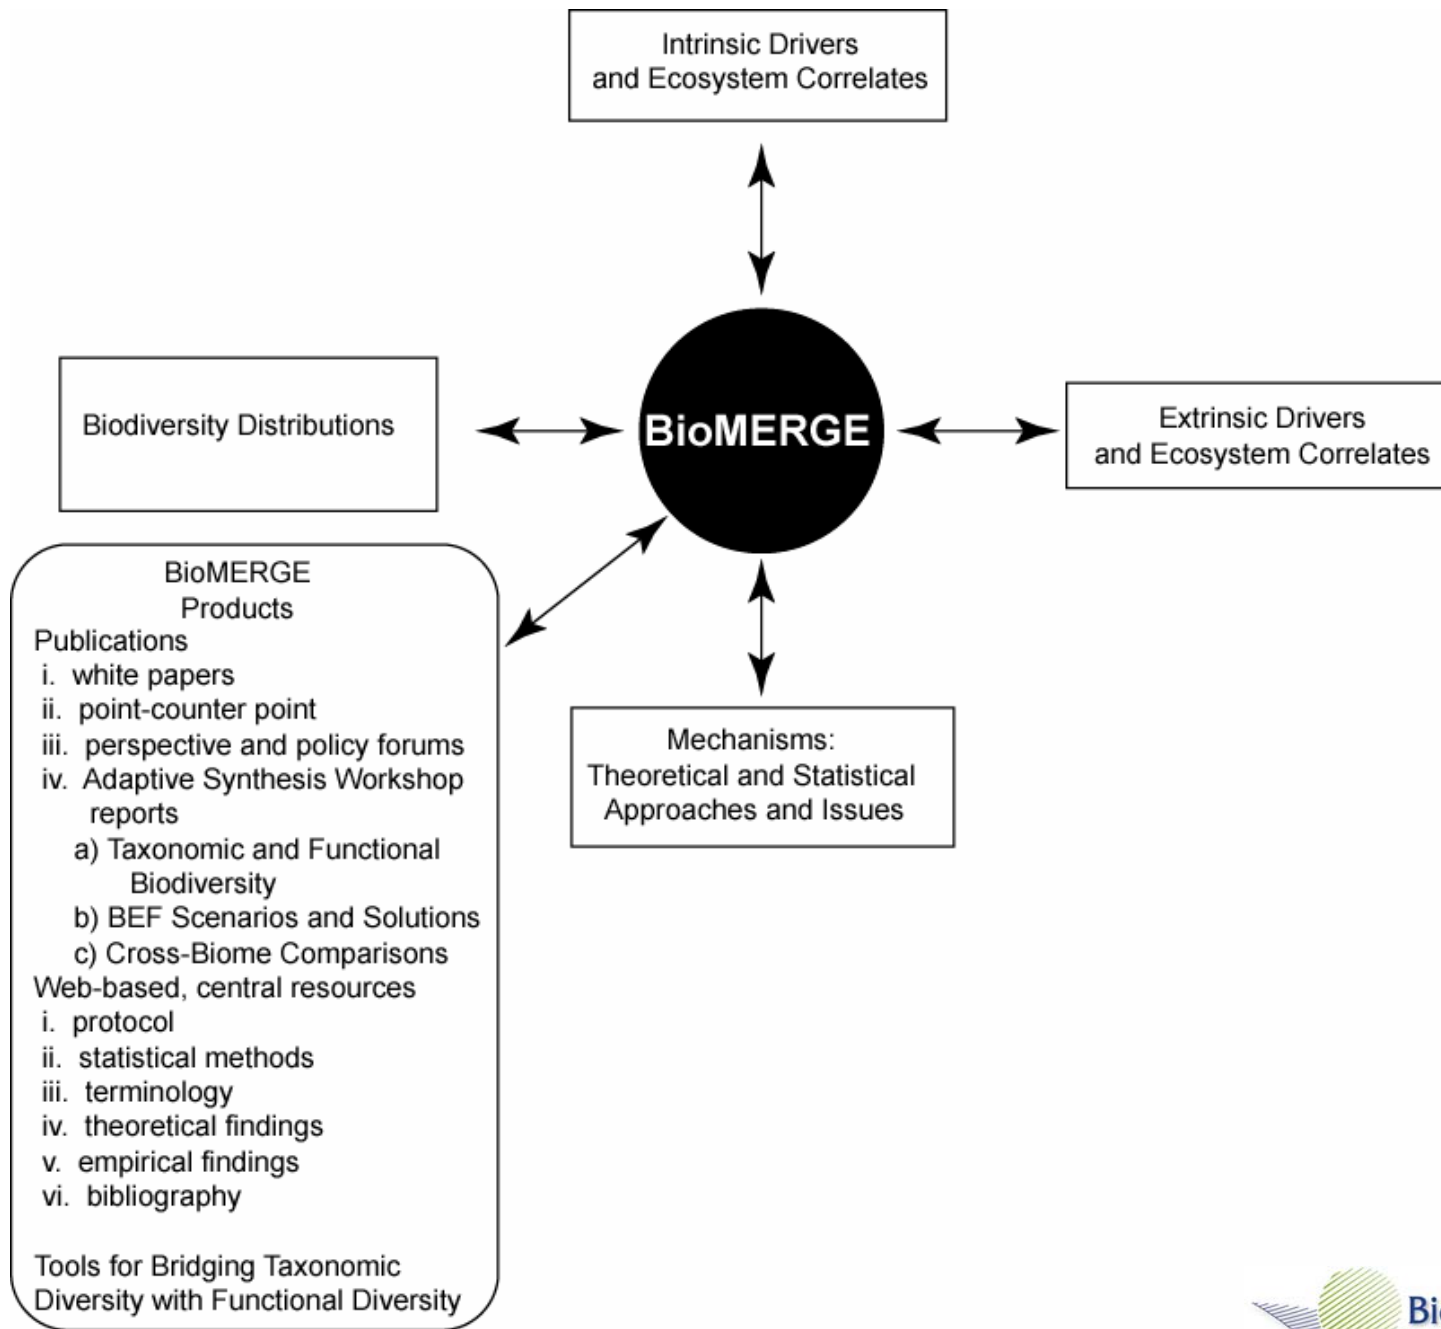 Intrinsic Drivers
and Ecosystem Correlates
Biodiversity Distributions
BioMERGE
Extrinsic Drivers
and Ecosystem Correlates
BioMERGE
Products
Publications
i. white papers
ii. point-counter point
iii. perspective and policy forums
iv. Adaptive Synthesis Workshop
reports
a) Taxonomic and Functional
Biodiversity
b) BEF Scenarios and Solutions
c) Cross-Biome Comparisons
Web-based, central resources
i. protocol
ii. statistical methods
iii. terminology
iv. theoretical findings
v. empirical findings
vi. bibliography
Tools for Bridging Taxonomic
Diversity with Functional Diversity
Mechanisms:
Theoretical and Statistical
Approaches and Issues